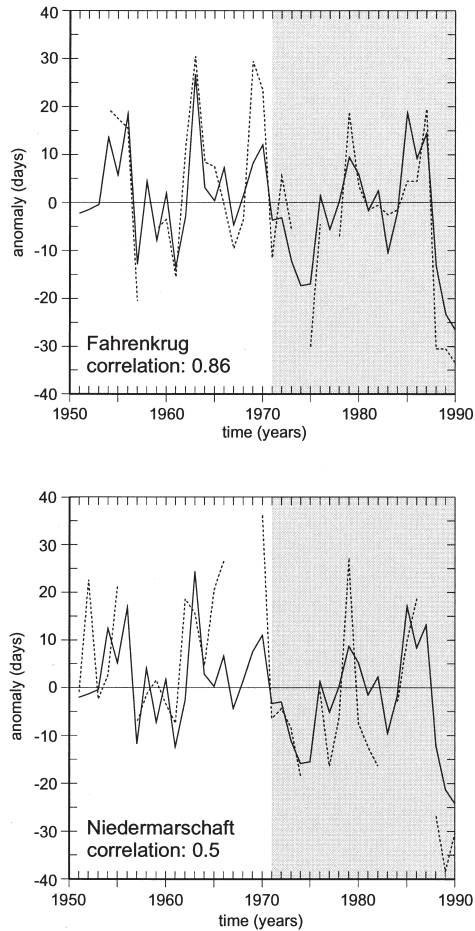 40
30
20
10
0
-10
-20
-30
-40
anomaly (days)
Fahrenkrug
correlation: 0.86
1950 1960 1970 1980 1990
time (years)
40
30
20
10
0
-10
-20
-30
-40
anomaly (days)
Niedermarschaft
correlation: 0.5
1950 1960 1970 1980 1990
time (years)